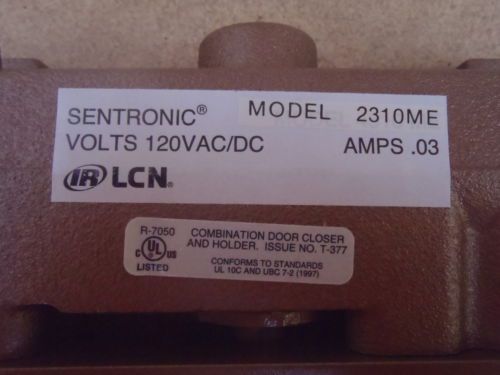 SENTRONIC® MODEL 2310ME
VOLTS 120VAC/DC AMPS .03
IR LCN®
R-7050
C UL US
LISTED
COMBINATION DOOR CLOSER
AND HOLDER. ISSUE NO. T-377
CONFORMS TO STANDARDS
UL 10C AND UBC 7-2 (1997)